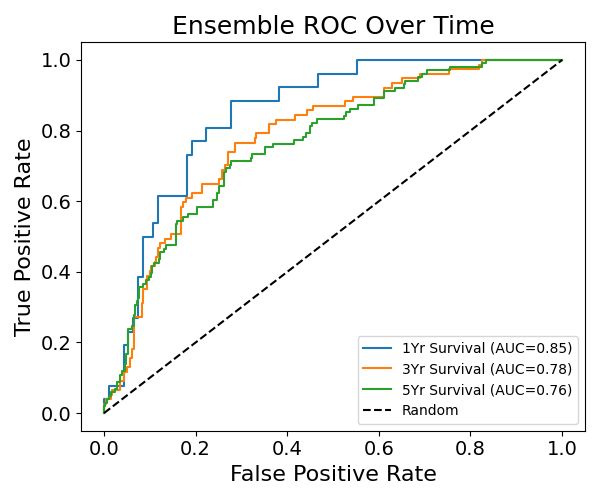 Ensemble ROC Over Time
True Positive Rate
1.0
0.8
0.6
0.4
0.2
0.0
1Yr Survival (AUC=0.85)
3Yr Survival (AUC=0.78)
5Yr Survival (AUC=0.76)
Random
0.0 0.2 0.4 0.6 0.8 1.0
False Positive Rate